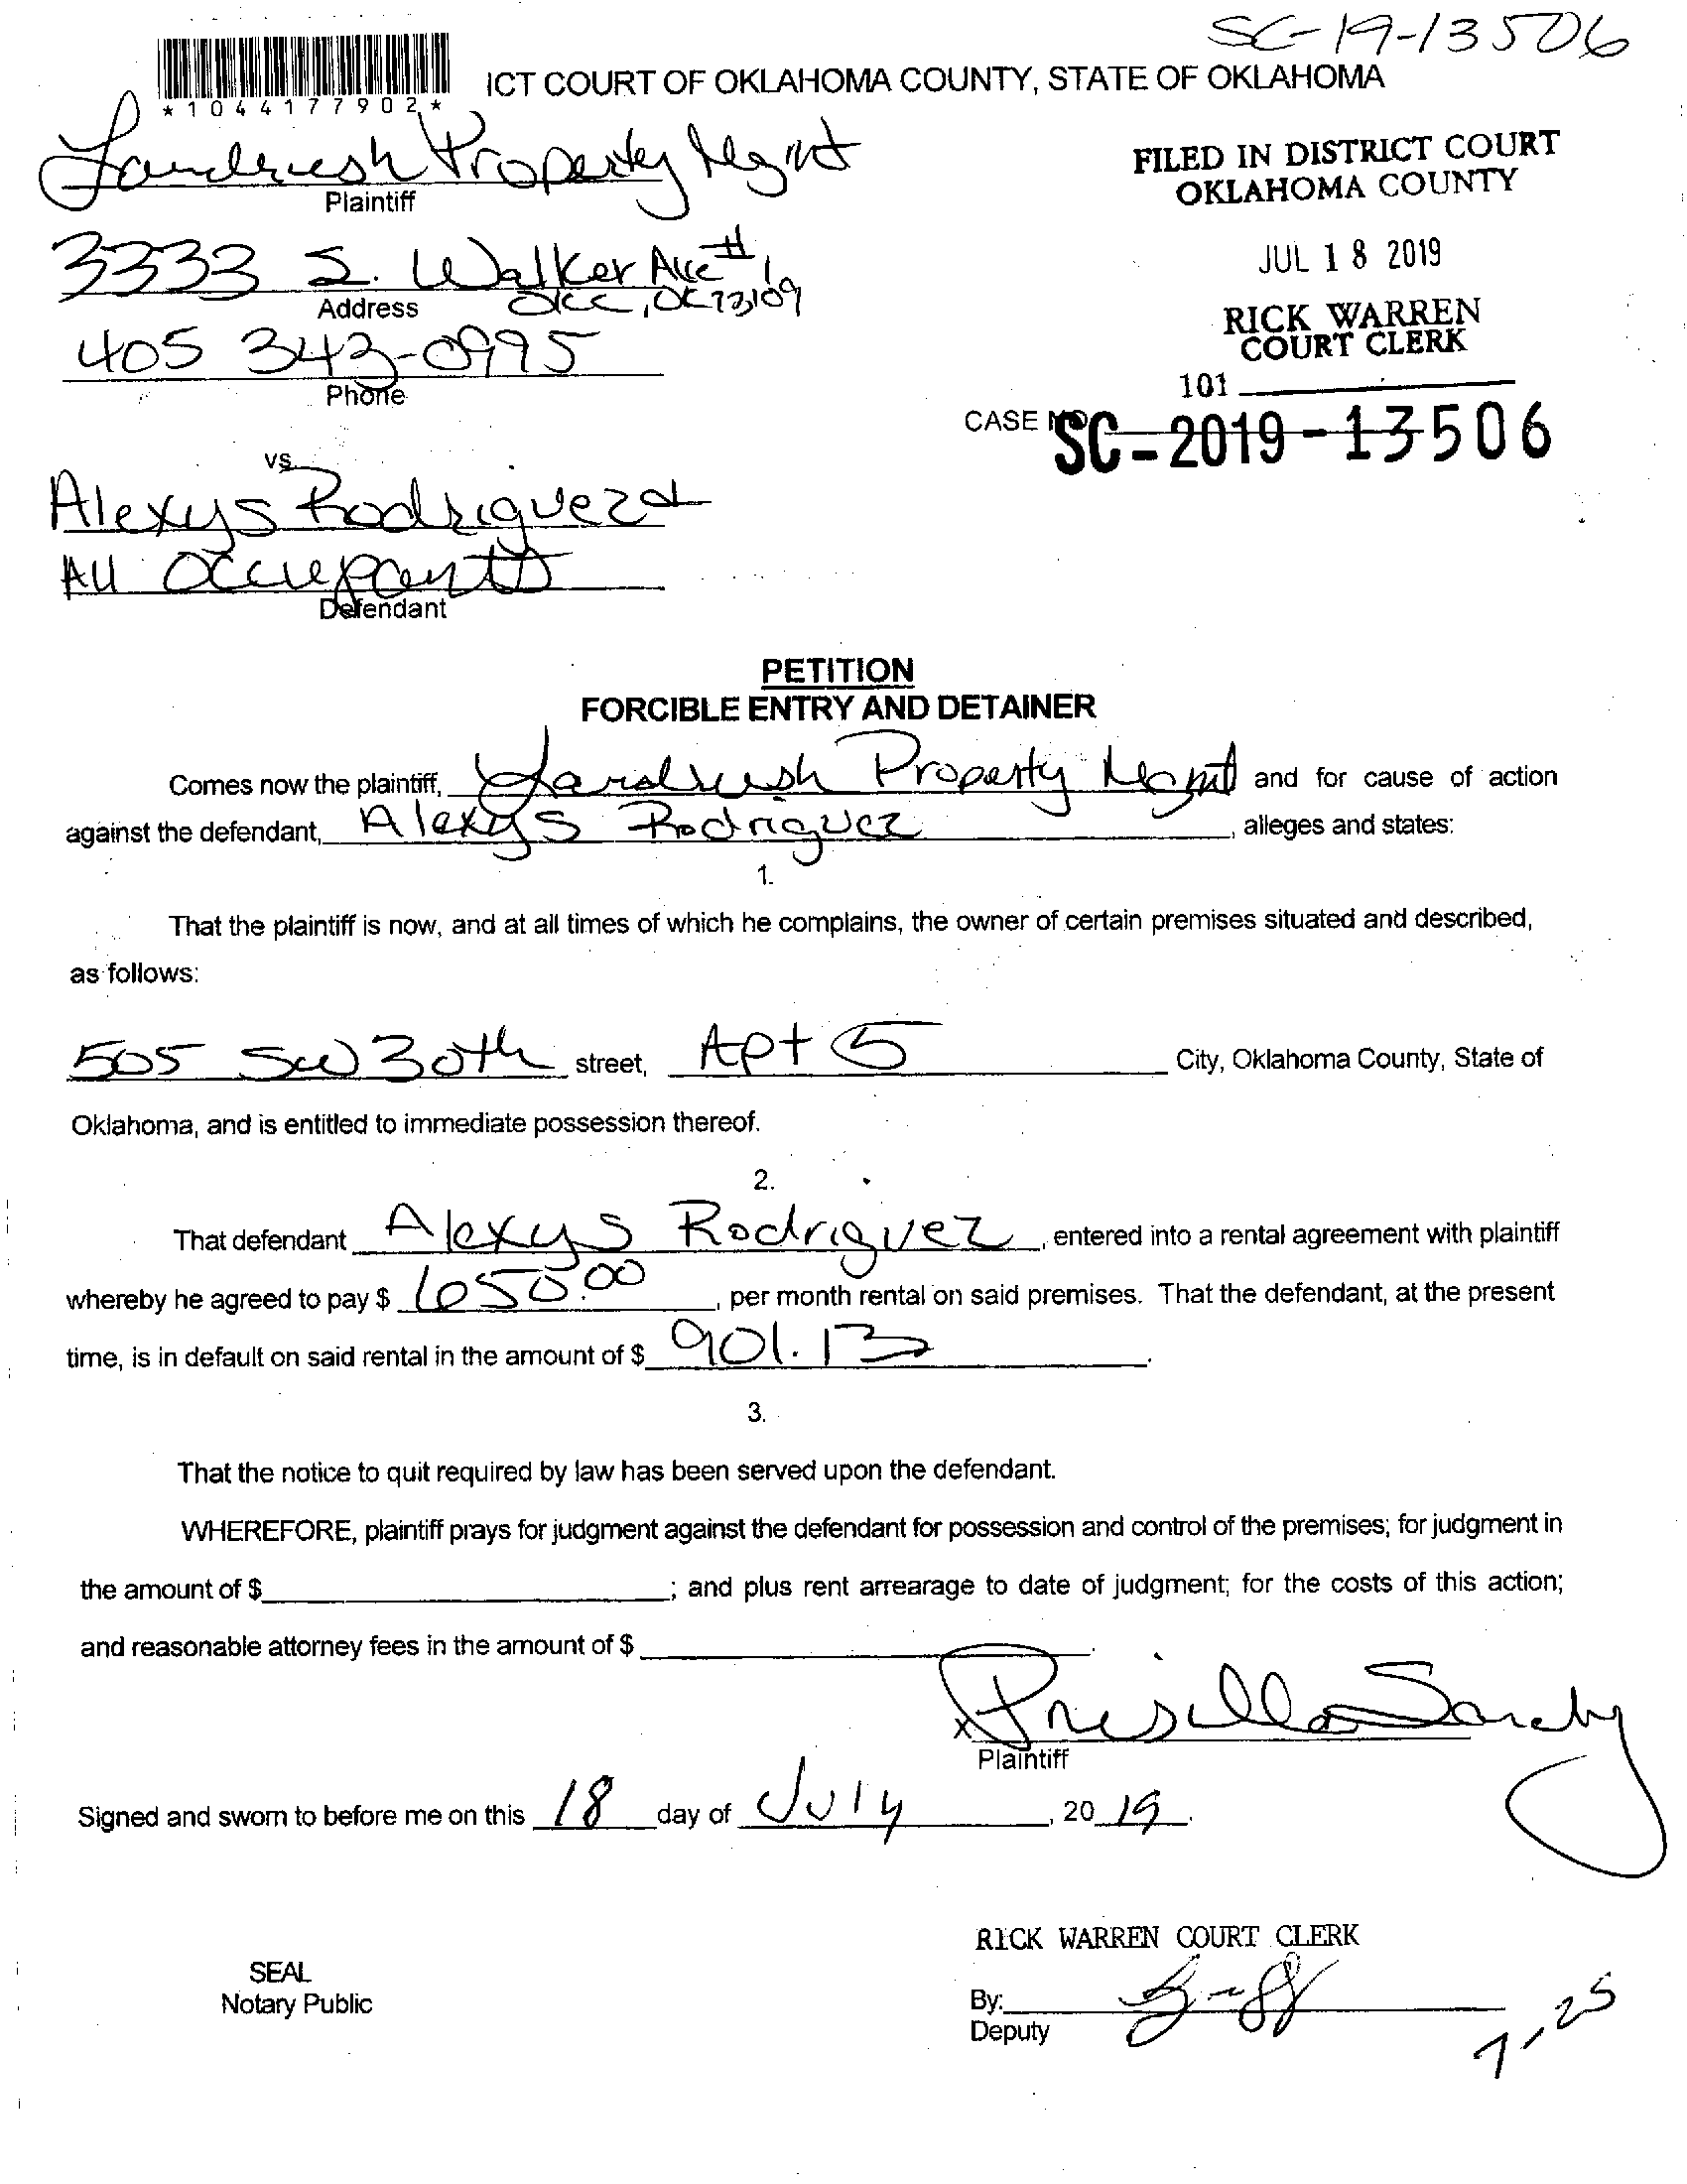 SC-19-13506
ICT COURT OF OKLAHOMA COUNTY, STATE OF OKLAHOMA
*1044177902*
Landrush Property Mgmt
Plaintiff
FILED IN DISTRICT COURT
OKLAHOMA COUNTY
3333 S. Walker Ave #1
OKC, OK 73109
Address
JUL 18 2019
405 343-0995
Phone
RICK WARREN
COURT CLERK
101
CASE NO
SC-2019-13506
vs.
Alexys Rodriguez &
All Occupants
Defendant
PETITION
FORCIBLE ENTRY AND DETAINER
Comes now the plaintiff, Landrush Property Mgmt and for cause of action
against the defendant, Alexys Rodriguez, alleges and states:
1.
That the plaintiff is now, and at all times of which he complains, the owner of certain premises situated and described,
as follows:
505 SW 30th street, Apt 5 City, Oklahoma County, State of
Oklahoma, and is entitled to immediate possession thereof.
2.
That defendant Alexys Rodriguez, entered into a rental agreement with plaintiff
whereby he agreed to pay $ 650.00, per month rental on said premises. That the defendant, at the present
time, is in default on said rental in the amount of $ 901.13.
3.
That the notice to quit required by law has been served upon the defendant.
WHEREFORE, plaintiff prays for judgment against the defendant for possession and control of the premises; for judgment in
the amount of $ ; and plus rent arrearage to date of judgment; for the costs of this action;
and reasonable attorney fees in the amount of $ .
x Prisilla Sandy
Plaintiff
Signed and sworn to before me on this 18 day of July, 20 19.
RICK WARREN COURT CLERK
SEAL
Notary Public
By:
Deputy
7,25